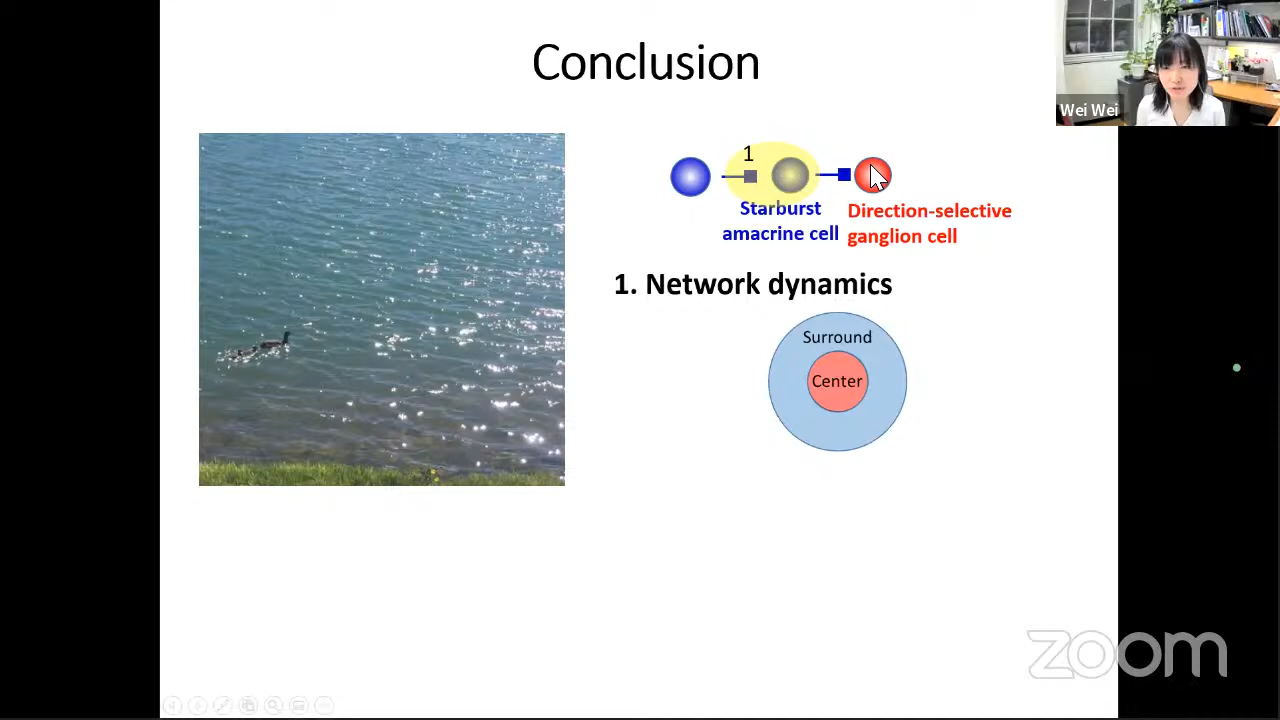 Conclusion
Wei Wei
1
Starburst
amacrine cell
Direction-selective
ganglion cell
1. Network dynamics
Surround
Center
zoom